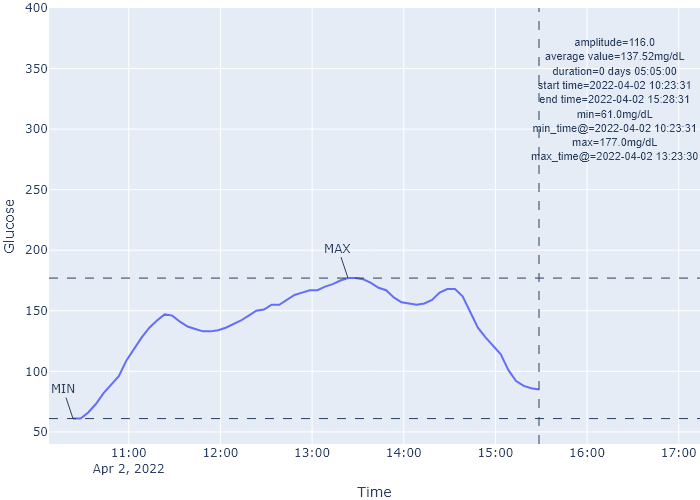 400
350
300
250
200
150
100
50
Glucose
amplitude=116.0
average value=137.52mg/dL
duration=0 days 05:05:00
start time=2022-04-02 10:23:31
end time=2022-04-02 15:28:31
min=61.0mg/dL
min_time@=2022-04-02 10:23:31
max=177.0mg/dL
max_time@=2022-04-02 13:23:30
MAX
MIN
11:00
12:00
13:00
14:00
15:00
16:00
17:00
Apr 2, 2022
Time